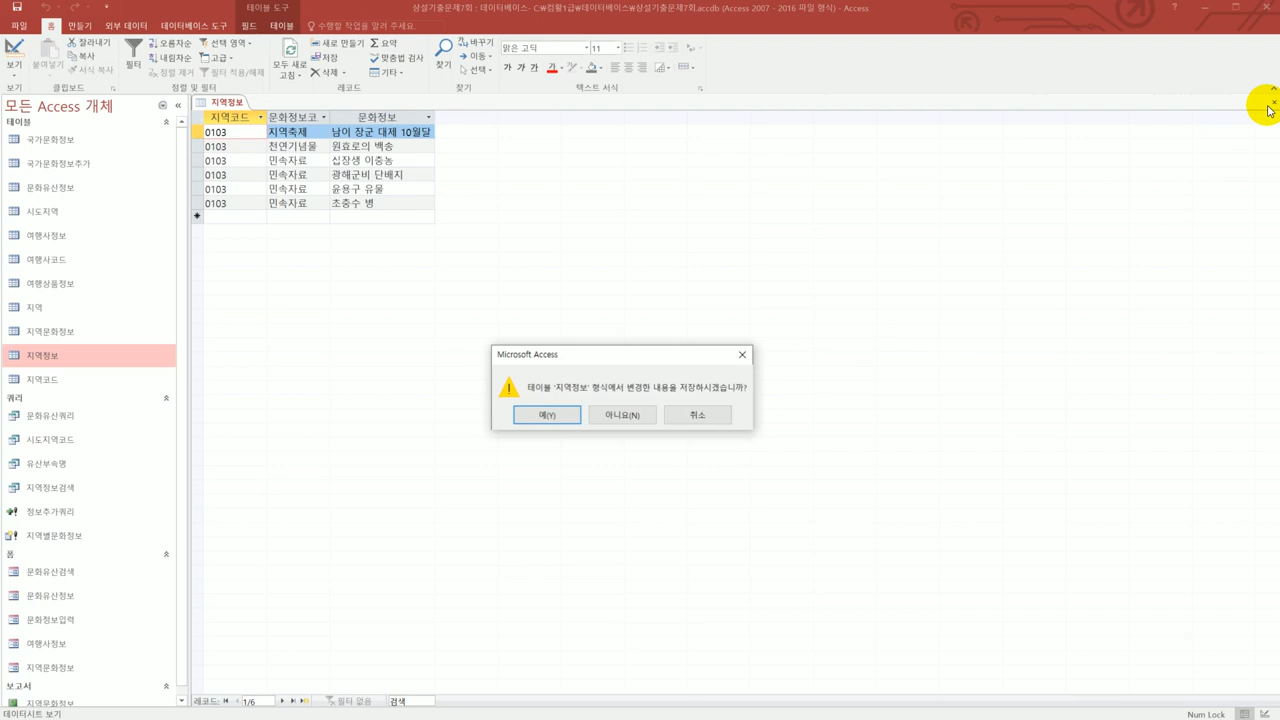 테이블 도구
상설기출문제7회 : 데이터베이스- C:₩컴활1급₩데이터베이스₩상설기출문제7회.accdb (Access 2007 - 2016 파일 형식) - Access
파일 홈 만들기 외부 데이터 데이터베이스 도구 필드 테이블 수행할 작업을 알려 주세요.
보기 붙여넣기 잘라내기 복사 서식 복사 필터 오름차순 내림차순 정렬 제거 선택 영역 고급 필터 적용/해제 모두 새로 고침 새로 만들기 저장 삭제 요약 맞춤법 검사 기타 찾기 바꾸기 이동 선택 맑은 고딕 11 가 가 가 가
보기 클립보드 정렬 및 필터 레코드 찾기 텍스트 서식
모든 Access 개체
테이블
국가문화정보
국가문화정보추가
문화유산정보
시도지역
여행사정보
여행사코드
여행상품정보
지역
지역문화정보
지역정보
지역코드
쿼리
문화유산쿼리
시도지역코드
유산부속명
지역정보검색
정보추가쿼리
지역별문화정보
폼
문화유산검색
문화유산정보
문화정보입력
여행사정보
지역문화정보
보고서
지역문화정보
지역정보
지역코드 문화정보코 문화정보
0103 지역축제 남이 장군 대제 10월달
0103 천연기념물 원효로의 백송
0103 민속자료 십장생 이층농
0103 민속자료 광해군비 단배지
0103 민속자료 윤용구 유물
0103 민속자료 초충수 병
Microsoft Access
테이블 '지역정보' 형식에서 변경한 내용을 저장하시겠습니까?
예(Y) 아니요(N) 취소
레코드: 1/6 필터 없음 검색
데이터시트 보기 Num Lock